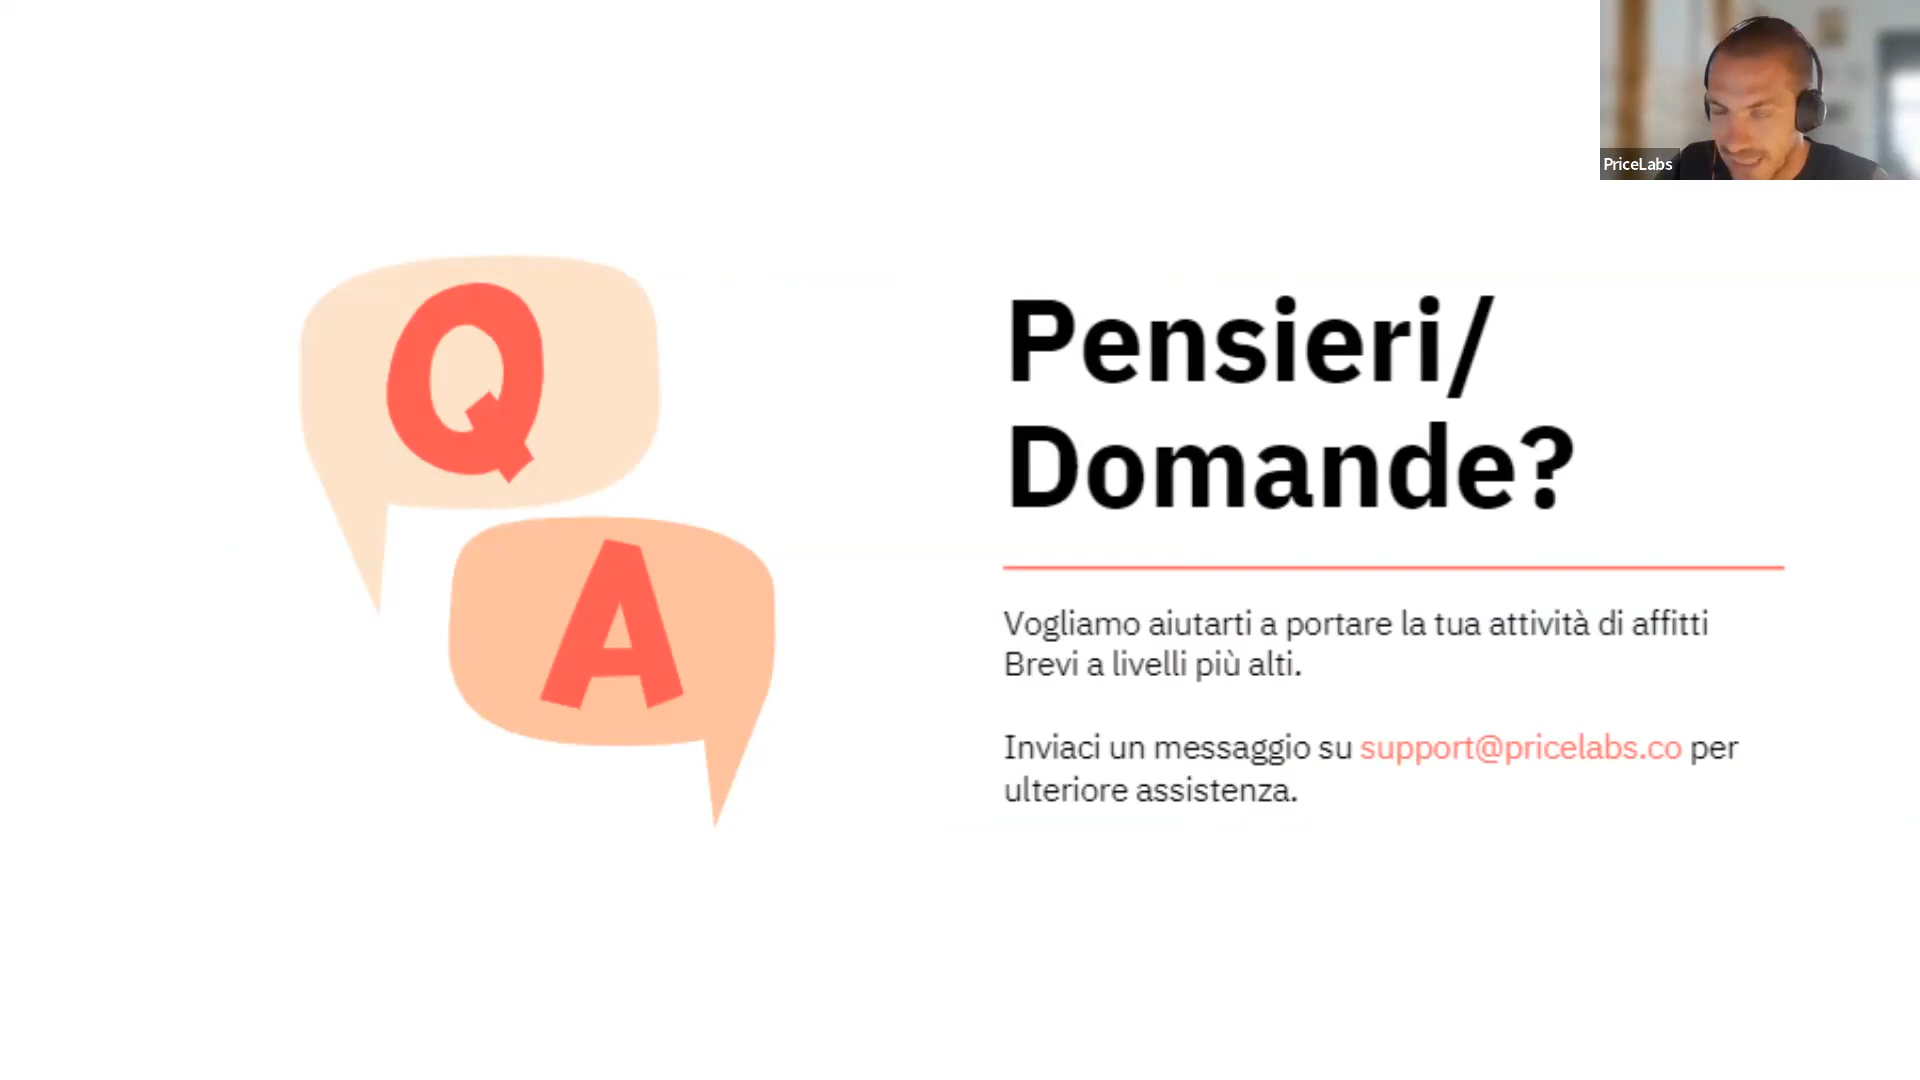 PriceLabs
Q
A
Pensieri/
Domande?
Vogliamo aiutarti a portare la tua attività di affitti
Brevi a livelli più alti.
Inviaci un messaggio su support@pricelabs.co per
ulteriore assistenza.